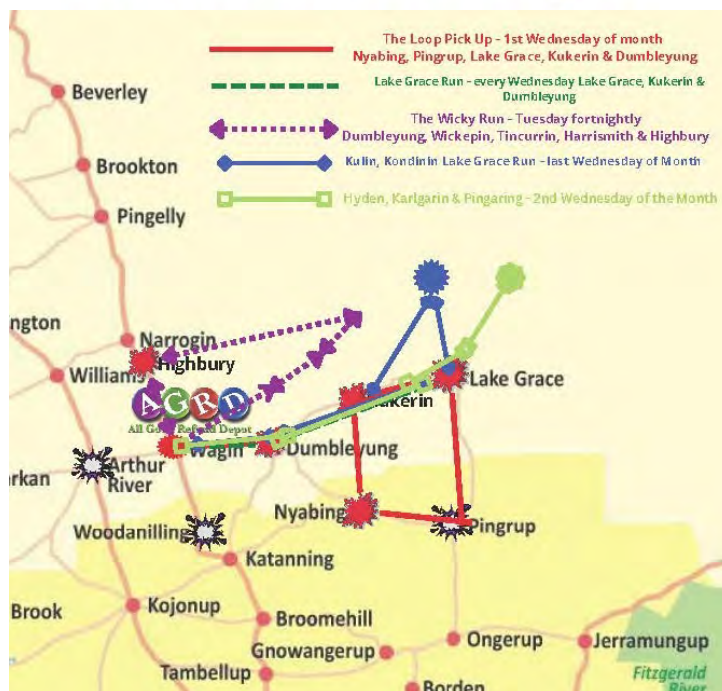 The Loop Pick Up - 1st Wednesday of month
Nyabing, Pingrup, Lake Grace, Kukerin & Dumbleyung
Lake Grace Run - every Wednesday Lake Grace, Kukerin &
Dumbleyung
The Wicky Run - Tuesday fortnightly
Dumbleyung, Wickepin, Tincurrin, Harrismith & Highbury
Kulin, Kondinin Lake Grace Run - last Wednesday of Month
Hyden, Karlgarin & Pingaring - 2nd Wednesday of the Month
Beverley
Brookton
Pingelly
ngton
Narrogin
Highbury
Williams
Lake Grace
AGRD
ukerin
All Go Refund Depot
Wagin
Dumbleyung
Arthur
River
arkan
Nyabing
Woodanilling
Pingrup
Katanning
Brook
Kojonup
Broomehill
Gnowangerup
Ongerup
Jerramungup
Tambellup
Borden
Fitzgerald
River